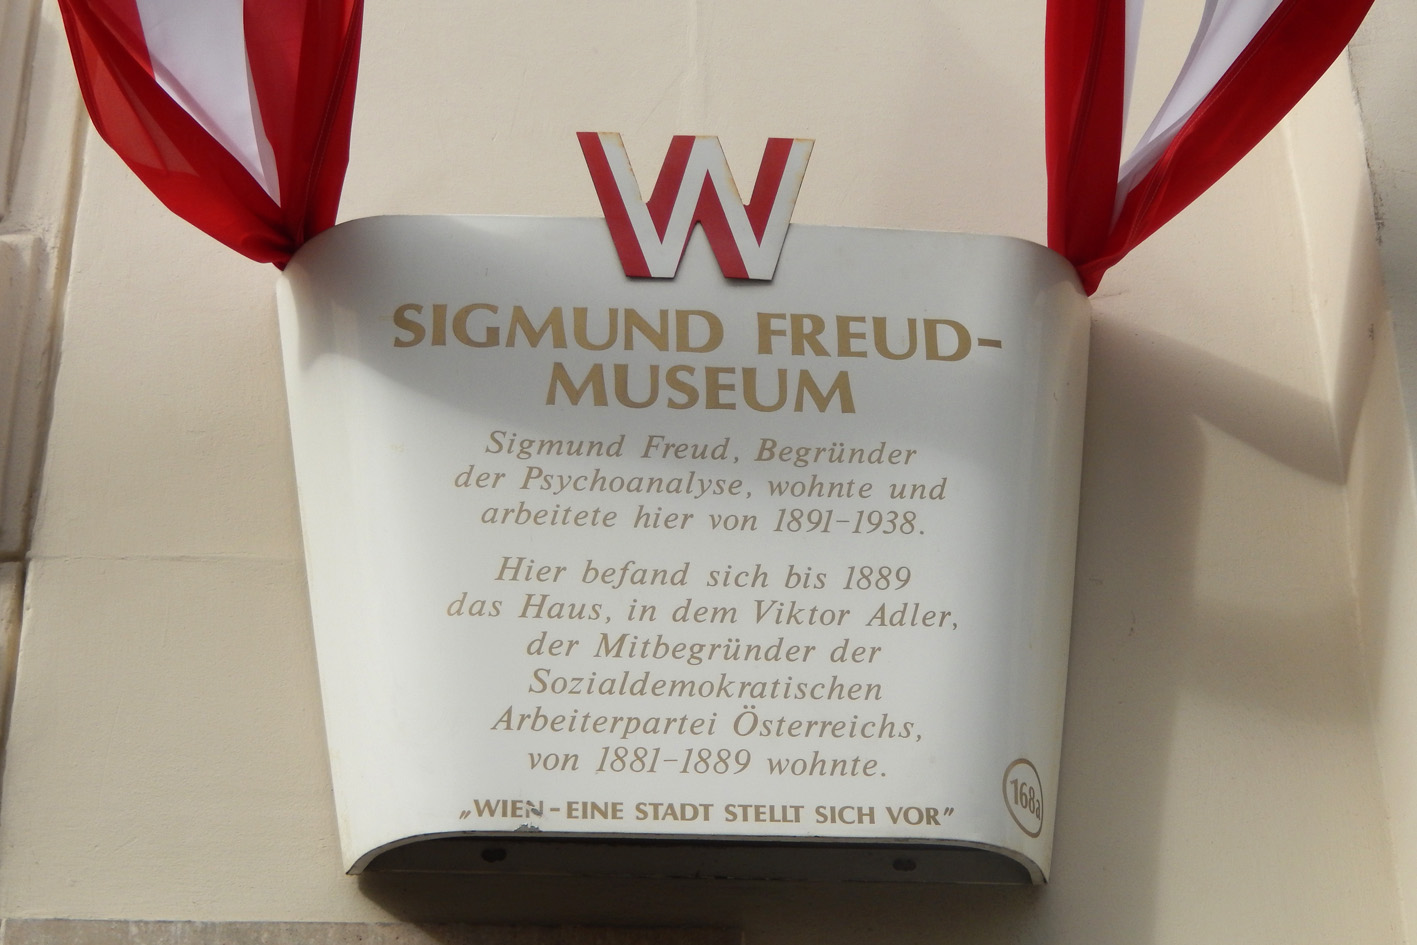 W
SIGMUND FREUD-
MUSEUM
Sigmund Freud, Begründer
der Psychoanalyse, wohnte und
arbeitete hier von 1891-1938.
Hier befand sich bis 1889
das Haus, in dem Viktor Adler,
der Mitbegründer der
Sozialdemokratischen
Arbeiterpartei Österreichs,
von 1881-1889 wohnte.
„WIEN-EINE STADT STELLT SICH VOR”
168a